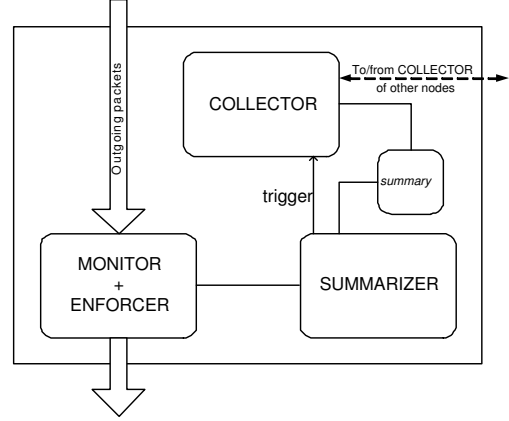 To/from COLLECTOR
of other nodes
COLLECTOR
Outgoing packets
summary
trigger
MONITOR
+
ENFORCER
SUMMARIZER